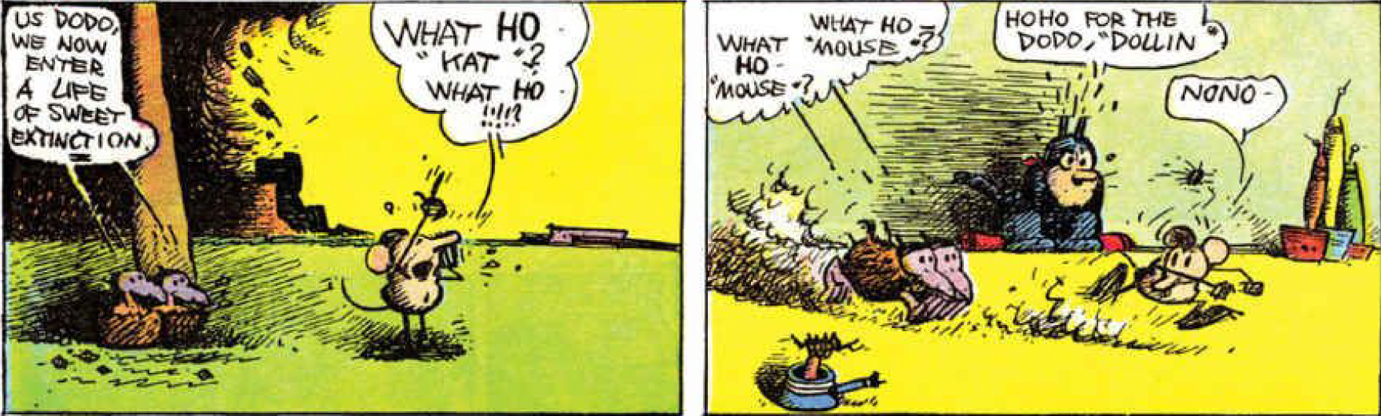 US DODO,
WE NOW
ENTER
A LIFE
OF SWEET
EXTINCTION.
WHAT HO
"KAT"?
WHAT HO
!!!!?
WHAT
HO-
"MOUSE"?
WHAT HO-
"MOUSE"?
HOHO FOR THE
DODO, "DOLLIN"
NONO-